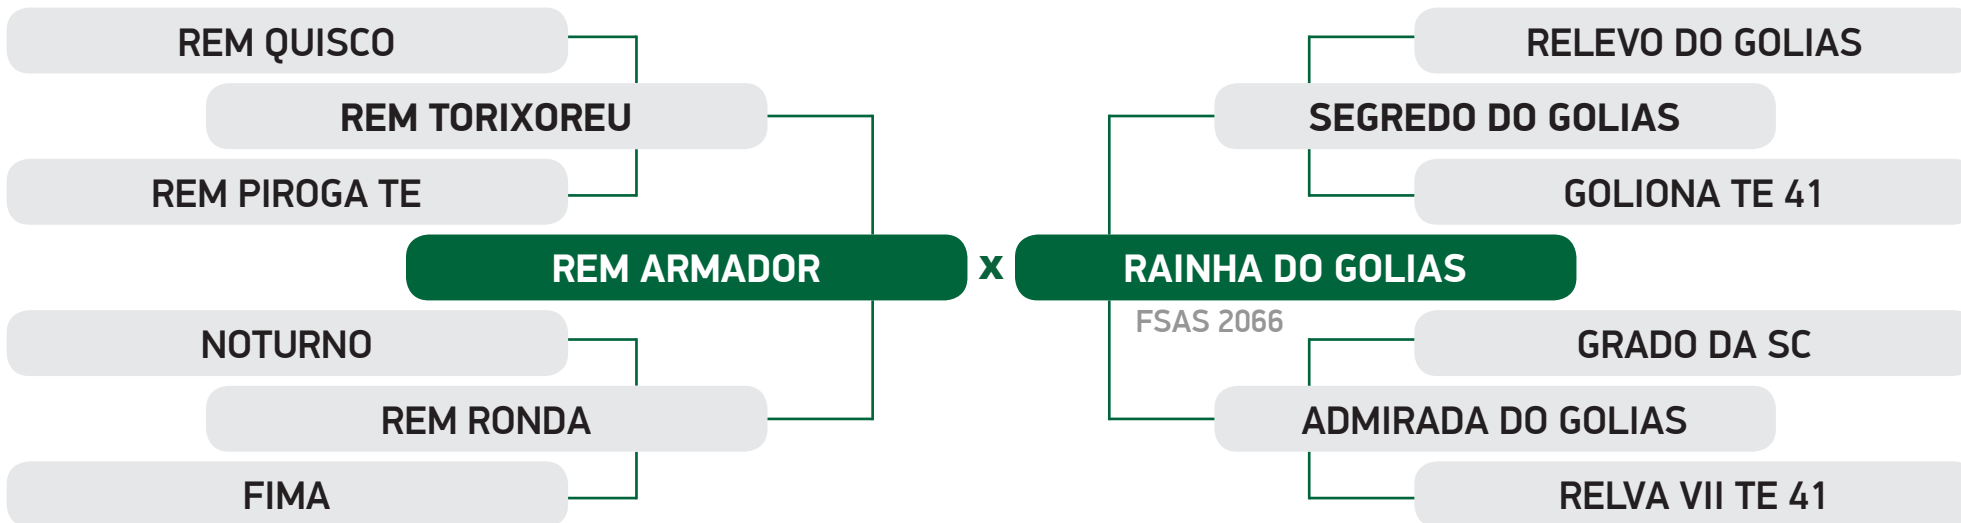 REM QUISCO
RELEVO DO GOLIAS
REM TORIXOREU
SEGREDO DO GOLIAS
REM PIROGA TE
GOLIONA TE 41
REM ARMADOR x RAINHA DO GOLIAS
FSAS 2066
NOTURNO
GRADO DA SC
REM RONDA
ADMIRADA DO GOLIAS
FIMA
RELVA VII TE 41